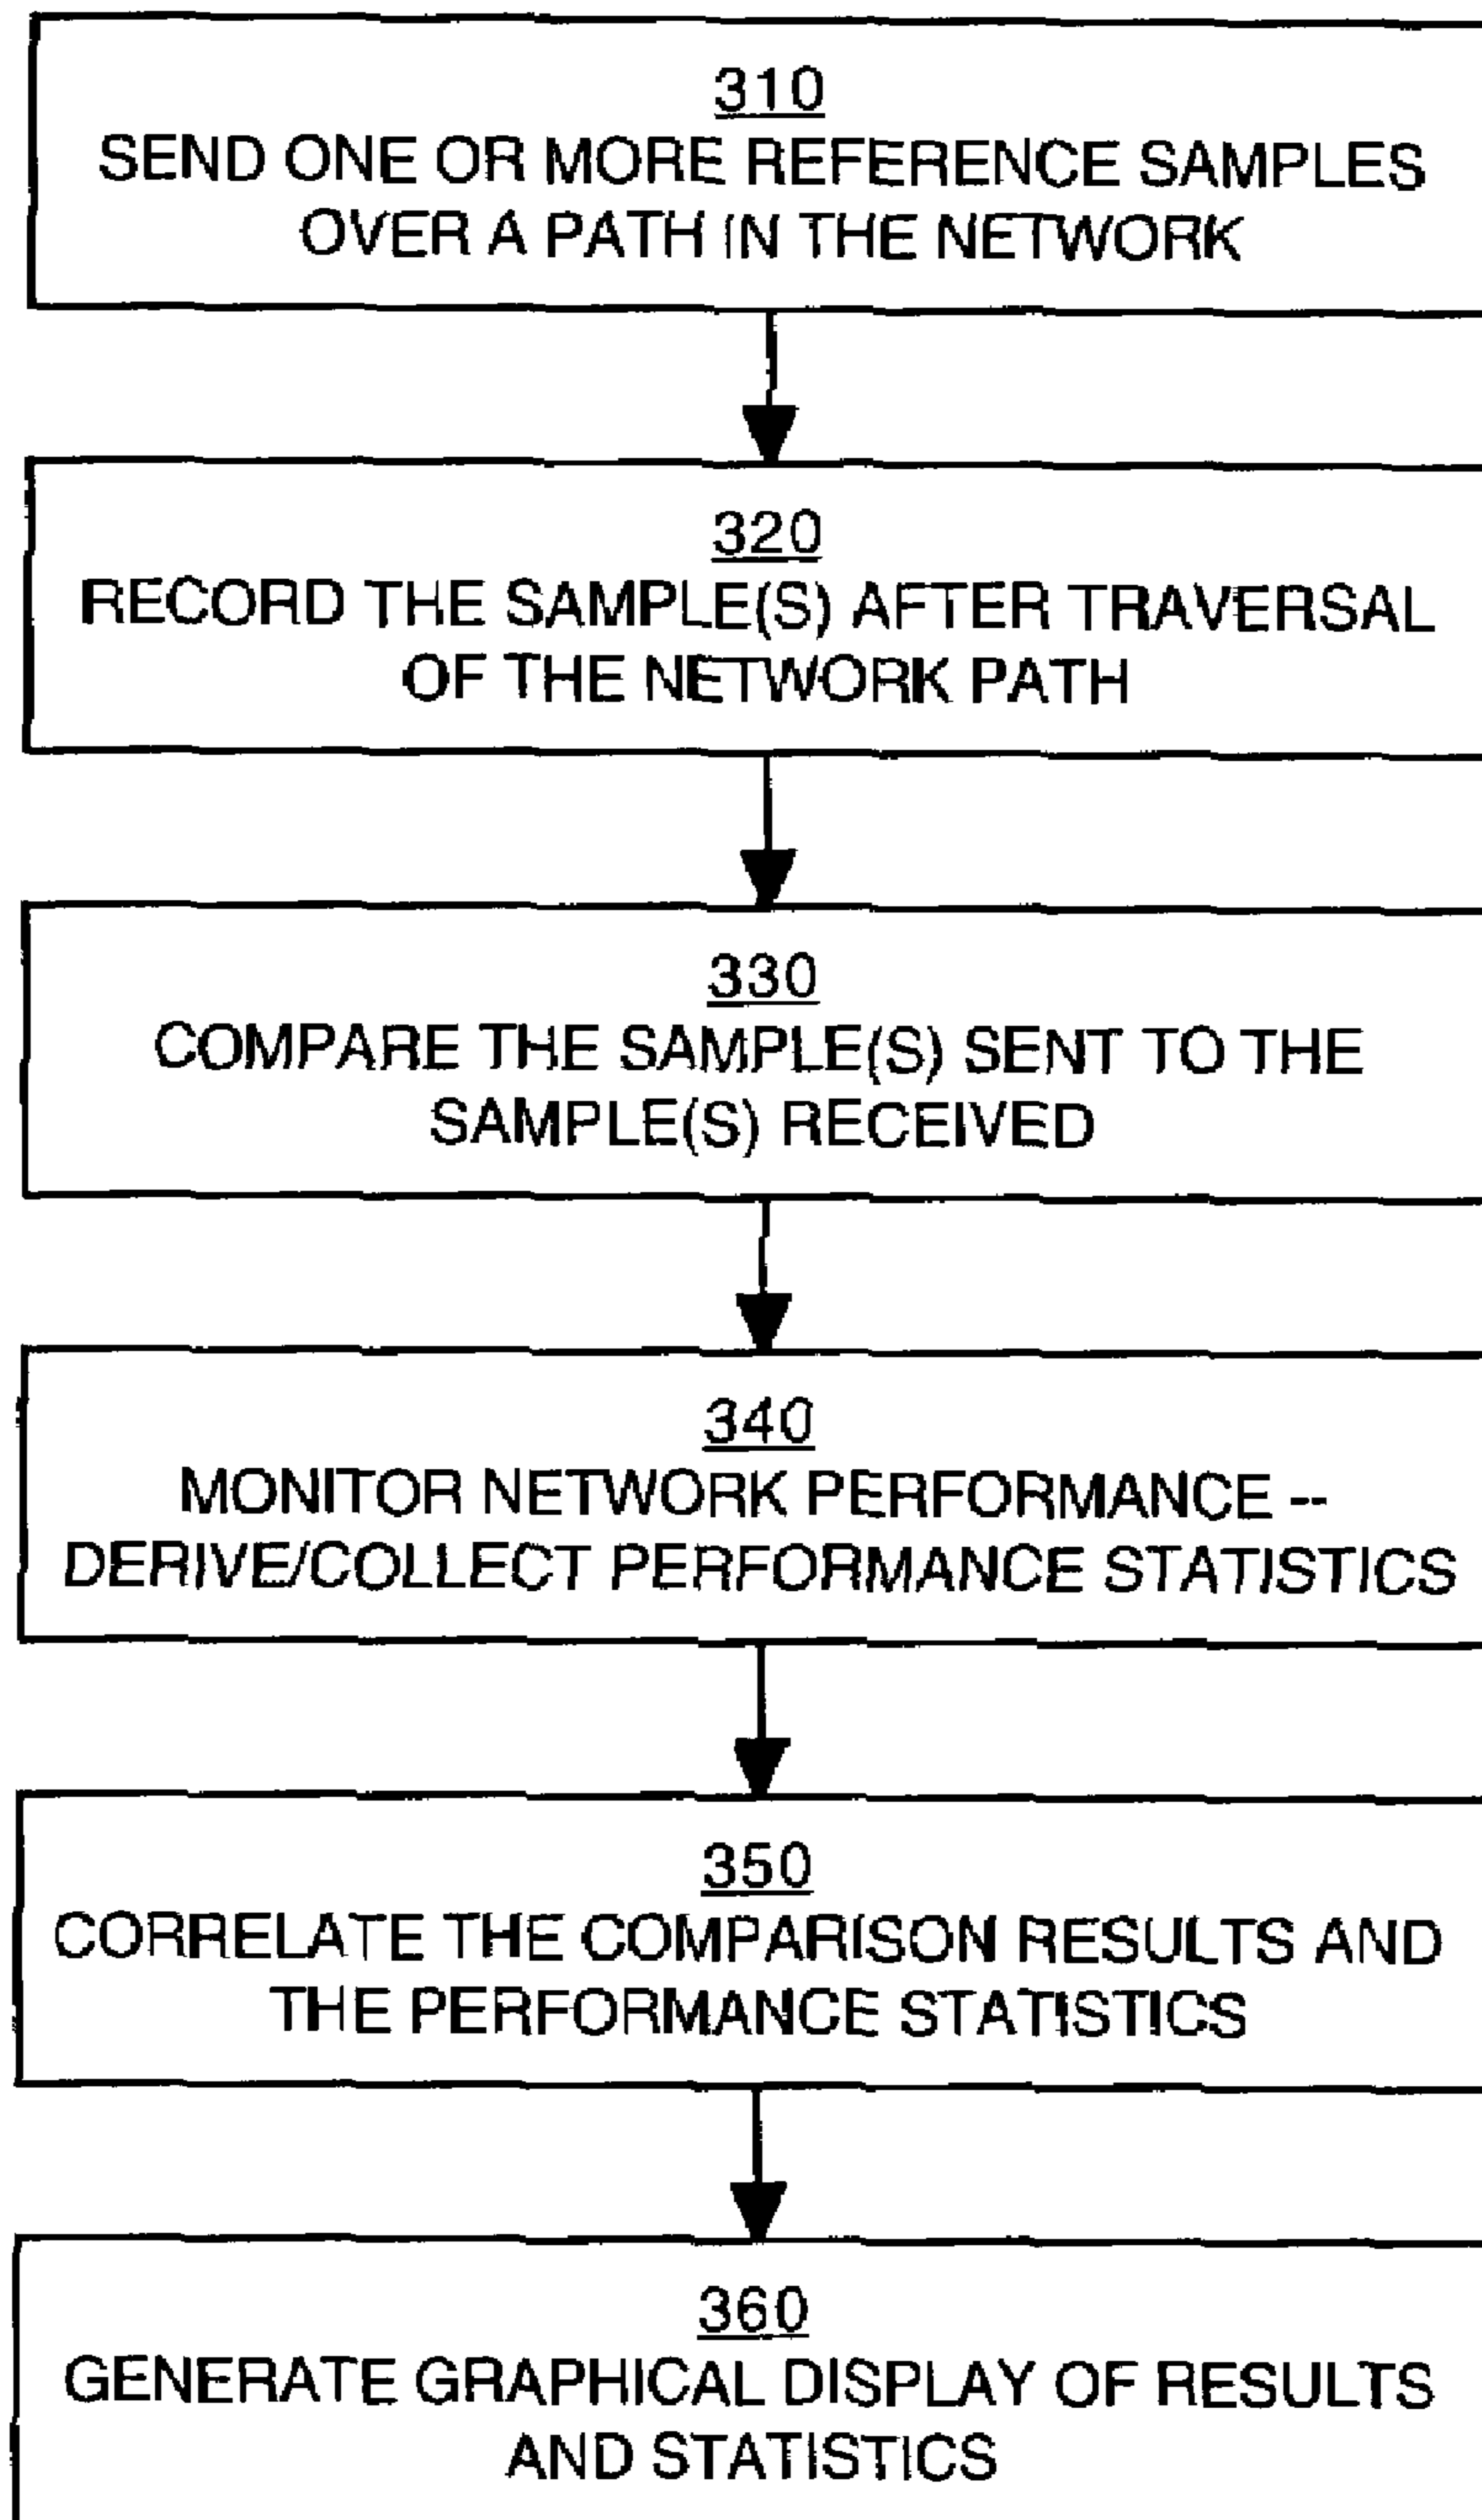 310
SEND ONE OR MORE REFERENCE SAMPLES
OVER A PATH IN THE NETWORK
320
RECORD THE SAMPLE(S) AFTER TRAVERSAL
OF THE NETWORK PATH
330
COMPARE THE SAMPLE(S) SENT TO THE
SAMPLE(S) RECEIVED
340
MONITOR NETWORK PERFORMANCE --
DERIVE/COLLECT PERFORMANCE STATISTICS
350
CORRELATE THE COMPARISON RESULTS AND
THE PERFORMANCE STATISTICS
360
GENERATE GRAPHICAL DISPLAY OF RESULTS
AND STATISTICS